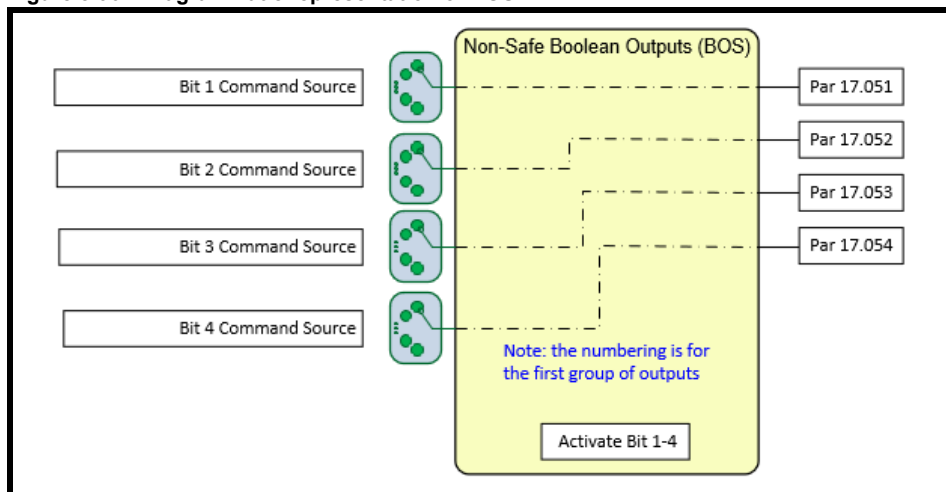 Non-Safe Boolean Outputs (BOS)
Bit 1 Command Source
Par 17.051
Bit 2 Command Source
Par 17.052
Par 17.053
Bit 3 Command Source
Par 17.054
Bit 4 Command Source
Note: the numbering is for
the first group of outputs
Activate Bit 1-4